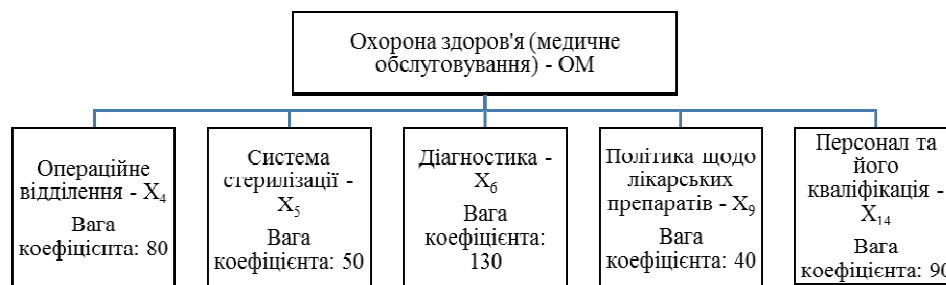 Охорона здоров'я (медичне
обслуговування) - ОМ
Операційне
відділення - X4
Вага
коефіцієнта: 80
Система
стерилізації -
X5
Вага
коефіцієнта: 50
Діагностика -
X6
Вага
коефіцієнта:
130
Політика щодо
лікарських
препаратів - X9
Вага
коефіцієнта: 40
Персонал та
його
кваліфікація -
X14
Вага
коефіцієнта: 90